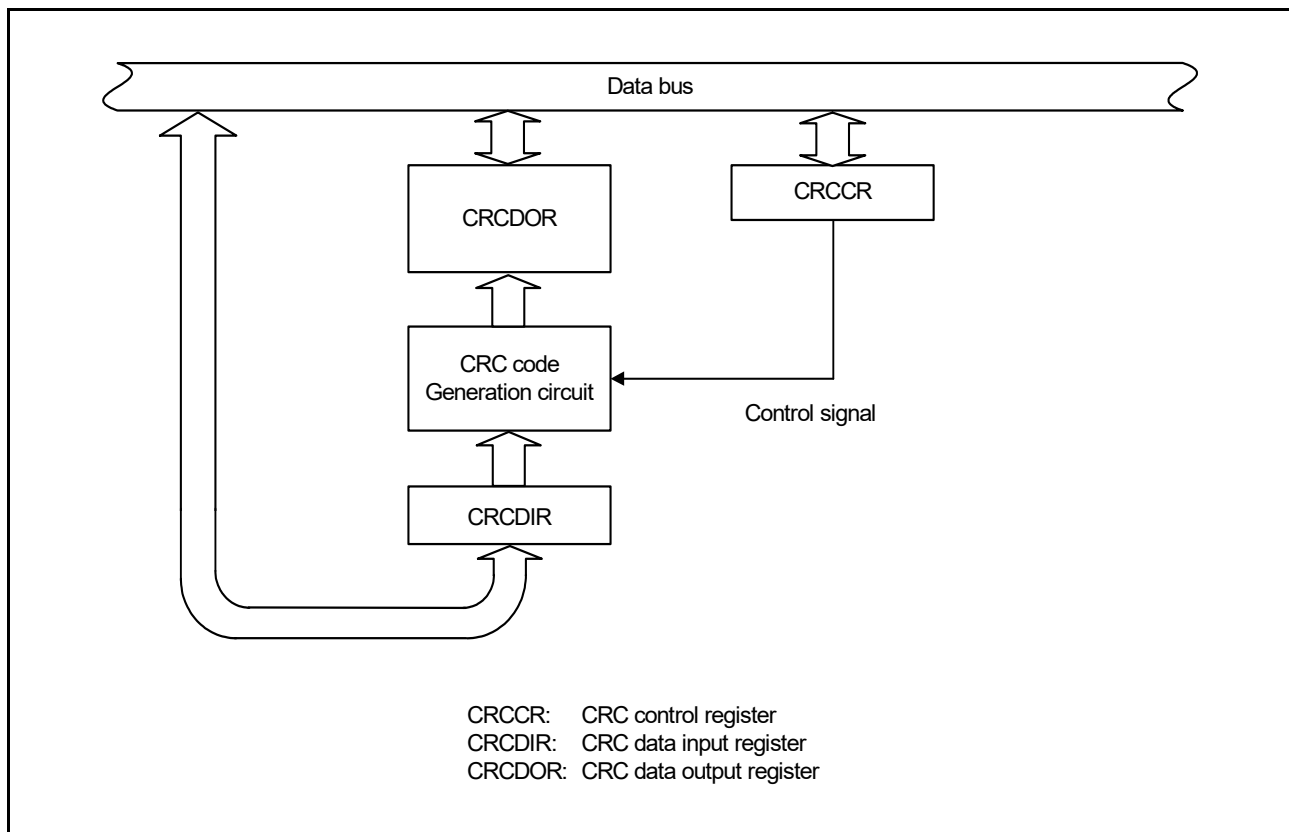 Data bus
CRCDOR
CRCCR
CRC code
Generation circuit
Control signal
CRCDIR
CRCCR: CRC control register
CRCDIR: CRC data input register
CRCDOR: CRC data output register